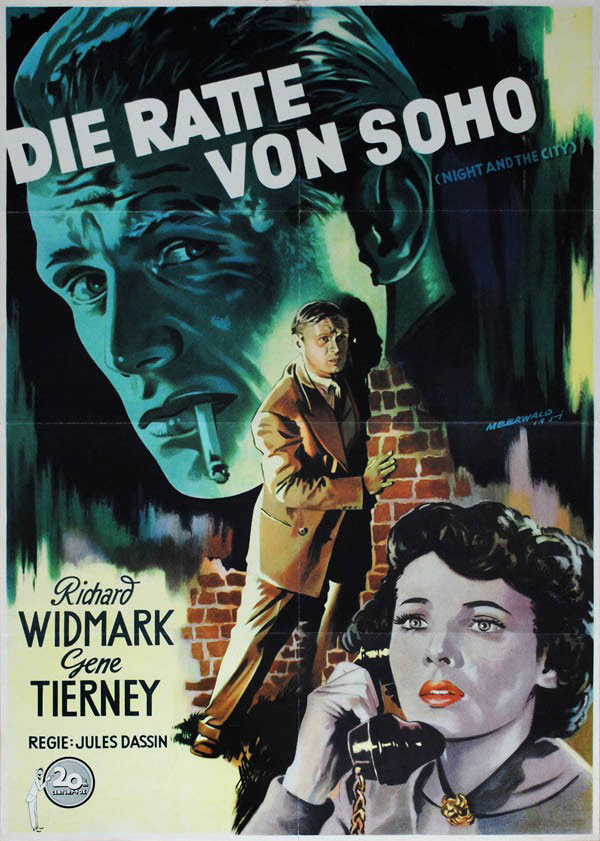 DIE RATTE
VON SOHO
(NIGHT AND THE CITY)
MEERWALD
Richard
WIDMARK
Gene
TIERNEY
REGIE: JULES DASSIN
20th
CENTURY-FOX